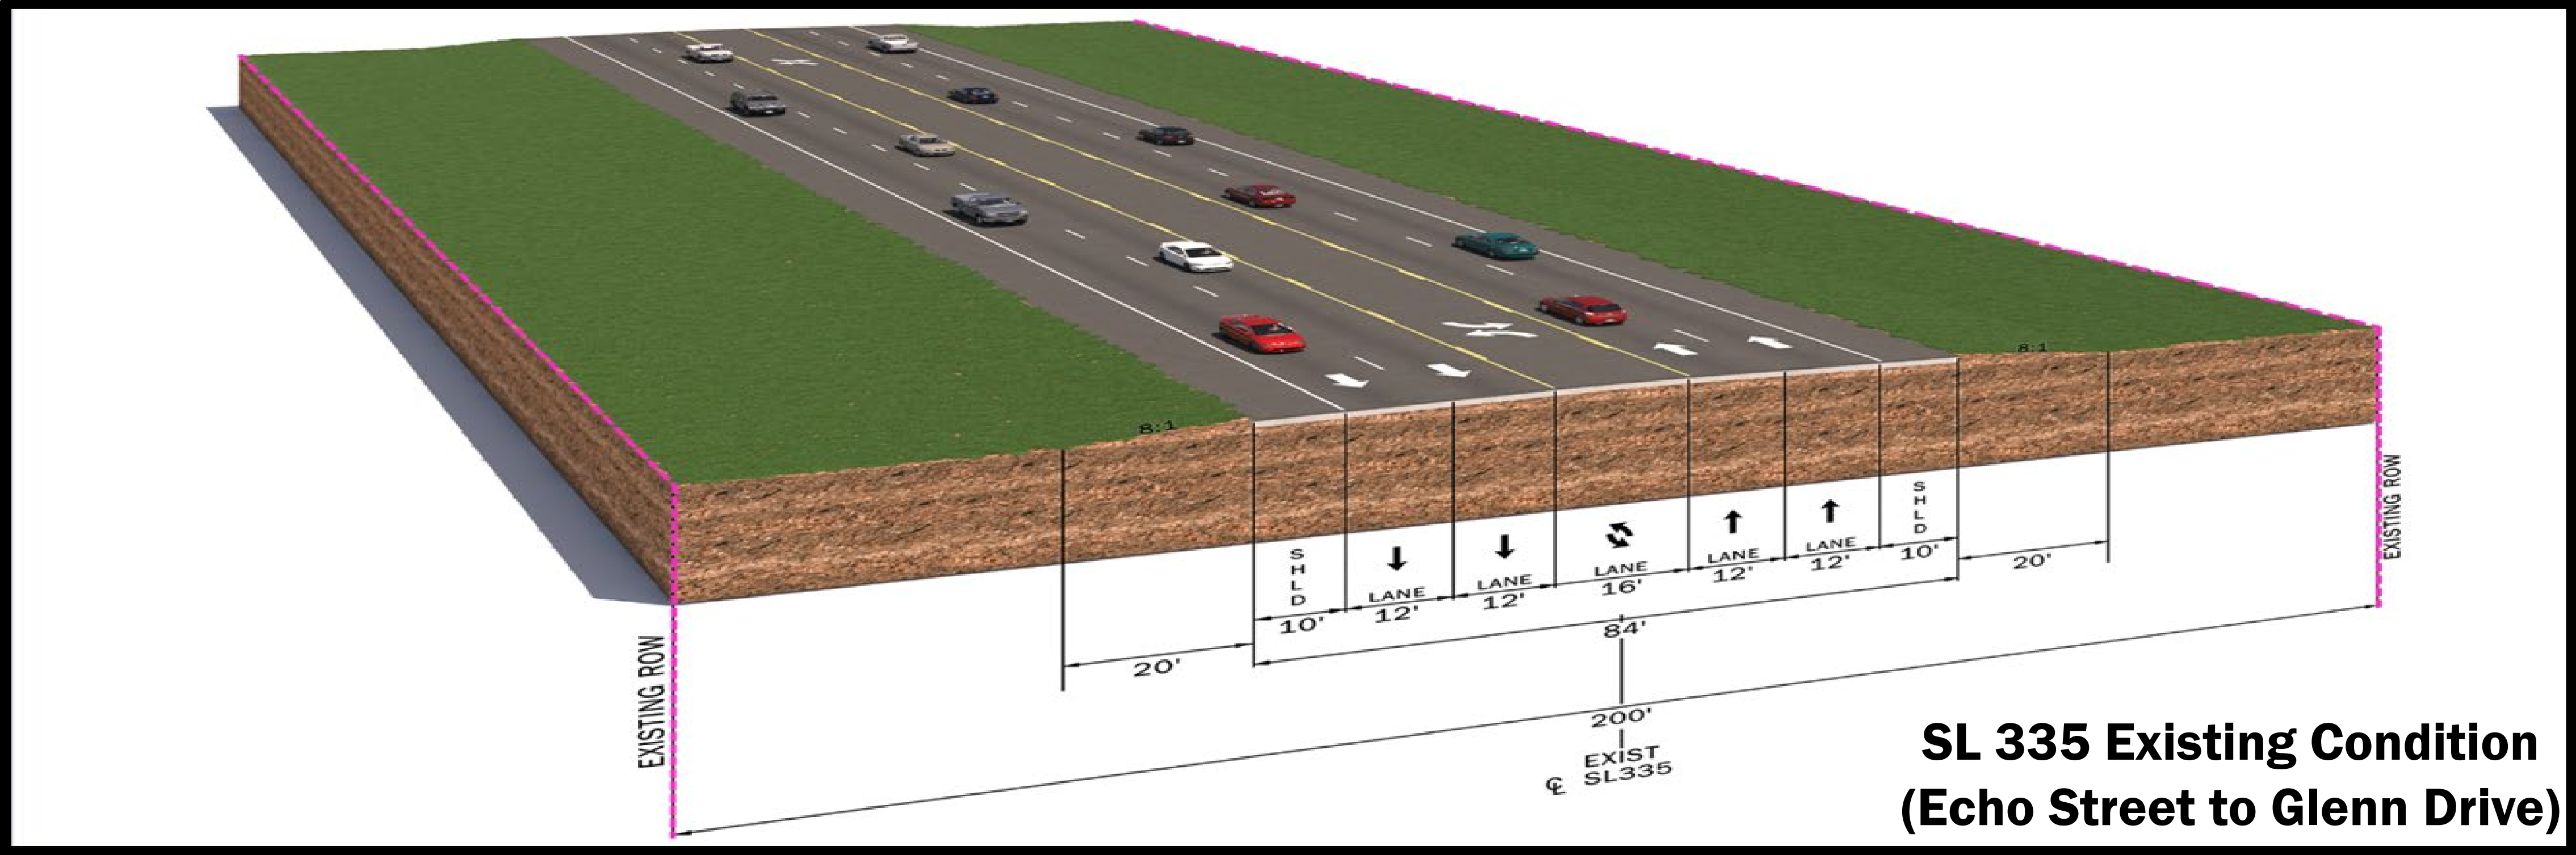 8:1
8:1
SHLD
LANE
LANE
LANE
LANE
LANE
SHLD
10'
12'
12'
16'
12'
12'
10'
20'
20'
84'
200'
EXIST
℄ SL335
EXISTING ROW
EXISTING ROW
SL 335 Existing Condition
(Echo Street to Glenn Drive)